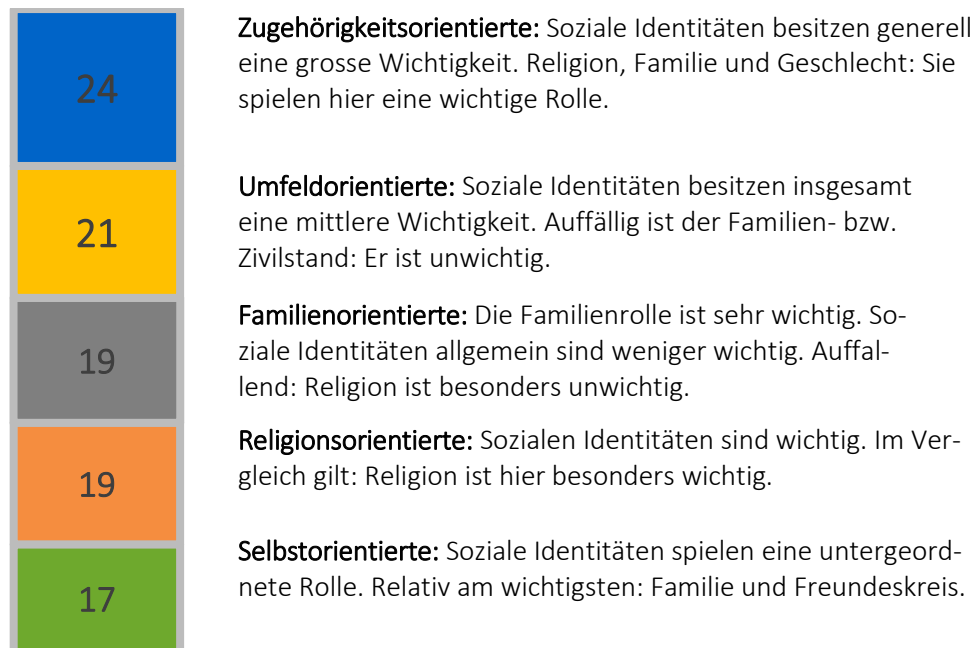 24
Zugehörigkeitsorientierte: Soziale Identitäten besitzen generell
eine grosse Wichtigkeit. Religion, Familie und Geschlecht: Sie
spielen hier eine wichtige Rolle.
21
Umfeldorientierte: Soziale Identitäten besitzen insgesamt
eine mittlere Wichtigkeit. Auffällig ist der Familien- bzw.
Zivilstand: Er ist unwichtig.
19
Familienorientierte: Die Familienrolle ist sehr wichtig. So-
ziale Identitäten allgemein sind weniger wichtig. Auffal-
lend: Religion ist besonders unwichtig.
19
Religionsorientierte: Sozialen Identitäten sind wichtig. Im Ver-
gleich gilt: Religion ist hier besonders wichtig.
17
Selbstorientierte: Soziale Identitäten spielen eine untergeord-
nete Rolle. Relativ am wichtigsten: Familie und Freundeskreis.